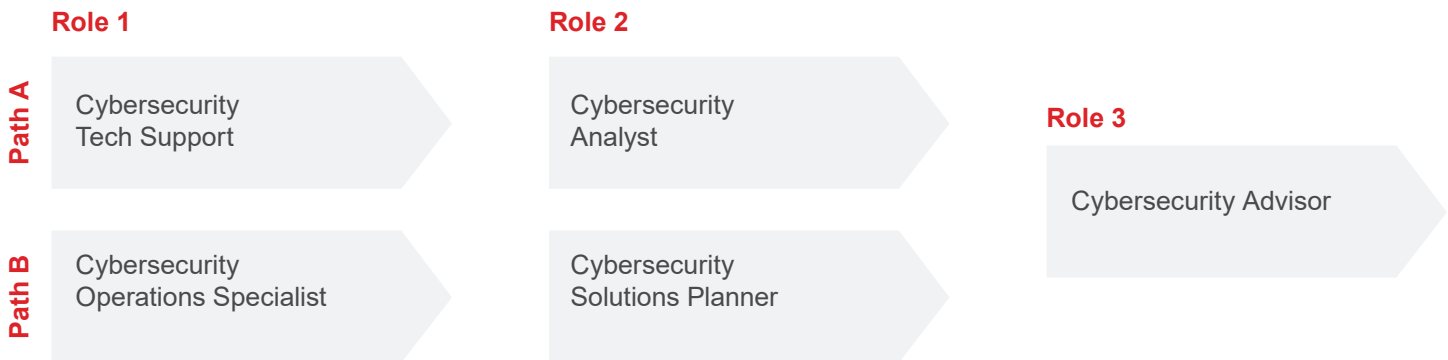 Role 1
Role 2
Path A
Cybersecurity
Tech Support
Cybersecurity
Analyst
Role 3
Cybersecurity Advisor
Path B
Cybersecurity
Operations Specialist
Cybersecurity
Solutions Planner